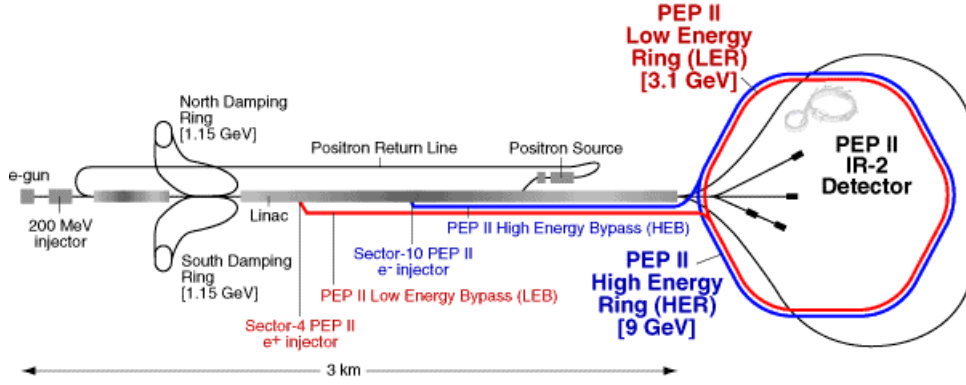 PEP II
Low Energy
Ring (LER)
[3.1 GeV]
North Damping
Ring
[1.15 GeV]
Positron Return Line
Positron Source
PEP II
IR-2
Detector
e-gun
200 MeV
injector
Linac
PEP II High Energy Bypass (HEB)
Sector-10 PEP II
e- injector
South Damping
Ring
[1.15 GeV]
PEP II Low Energy Bypass (LEB)
PEP II
High Energy
Ring (HER)
[9 GeV]
Sector-4 PEP II
e+ injector
3 km